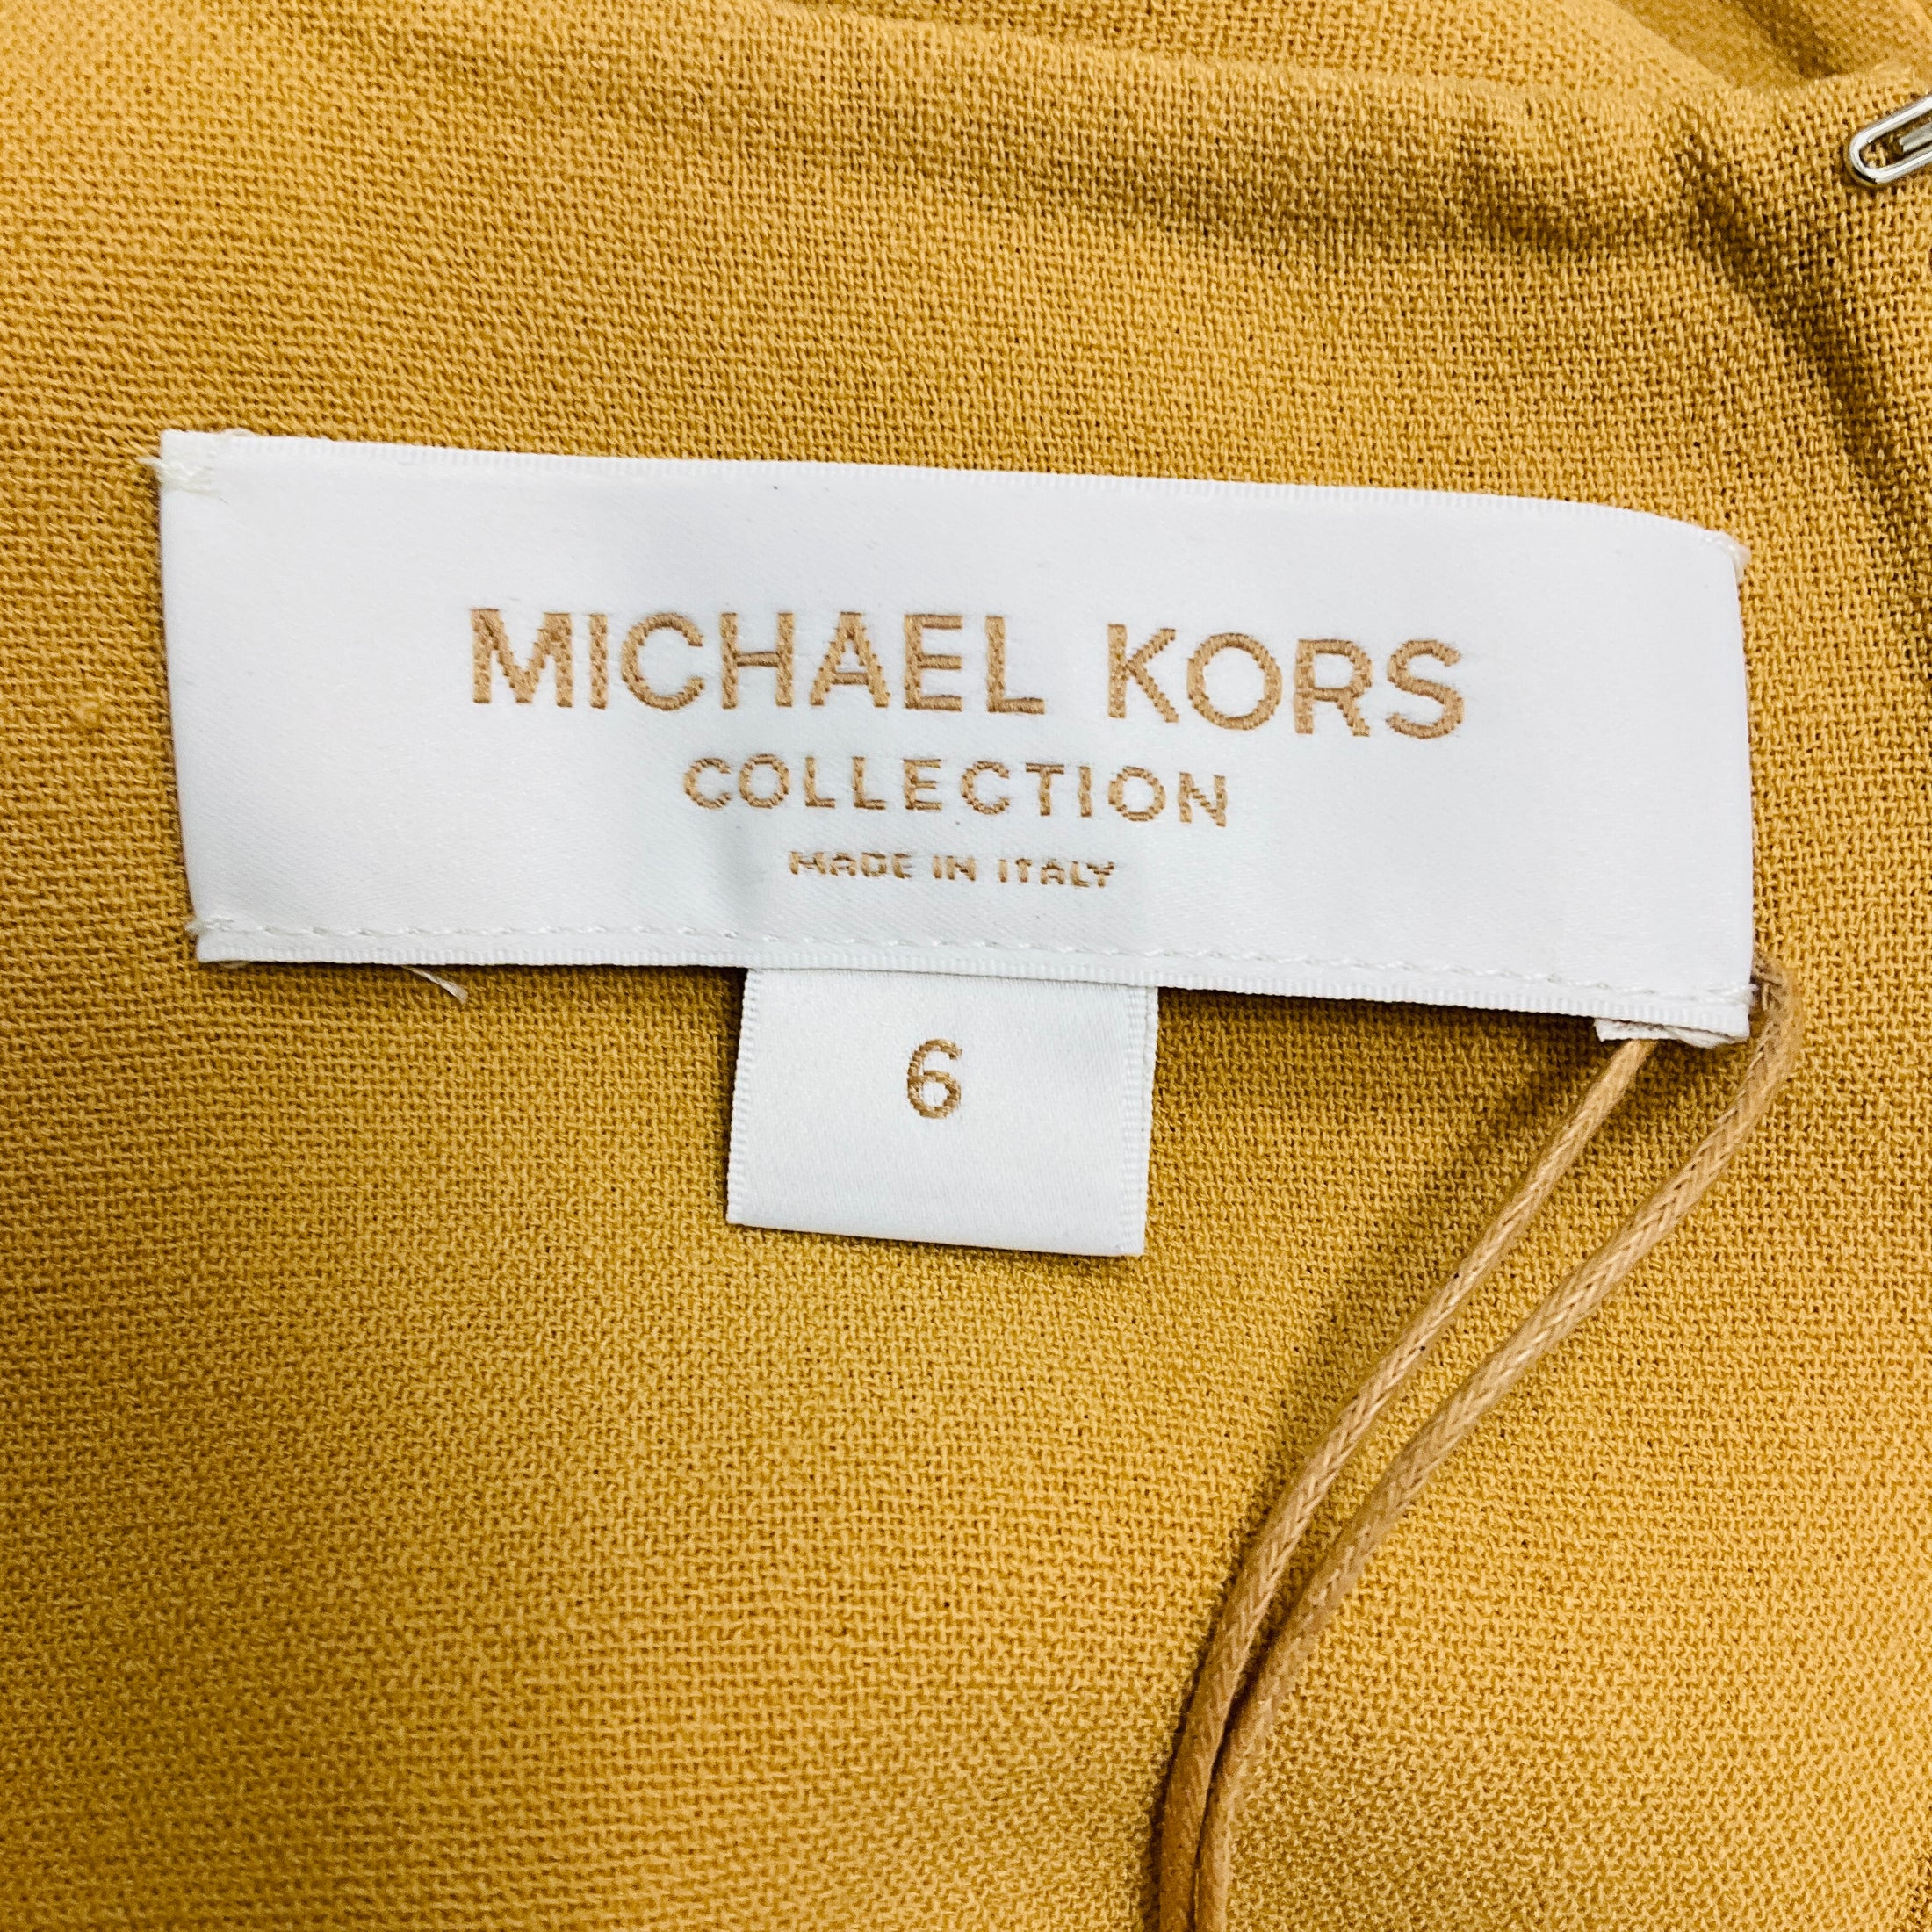 MICHAEL KORS
COLLECTION
MADE IN ITALY
6